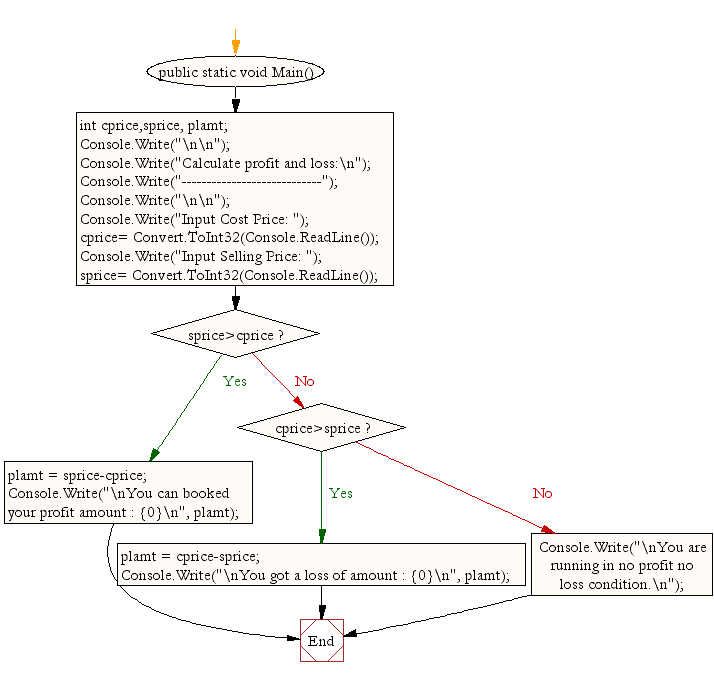 public static void Main()
int cprice,sprice, plamt;
Console.Write("\n\n");
Console.Write("Calculate profit and loss:\n");
Console.Write("----------------------------");
Console.Write("\n\n");
Console.Write("Input Cost Price: ");
cprice= Convert.ToInt32(Console.ReadLine());
Console.Write("Input Selling Price: ");
sprice= Convert.ToInt32(Console.ReadLine());
sprice>cprice ?
Yes
No
cprice>sprice ?
plamt = sprice-cprice;
Console.Write("\nYou can booked
your profit amount : {0}\n", plamt);
Yes
No
plamt = cprice-sprice;
Console.Write("\nYou got a loss of amount : {0}\n", plamt);
Console.Write("\nYou are
running in no profit no
loss condition.\n");
End